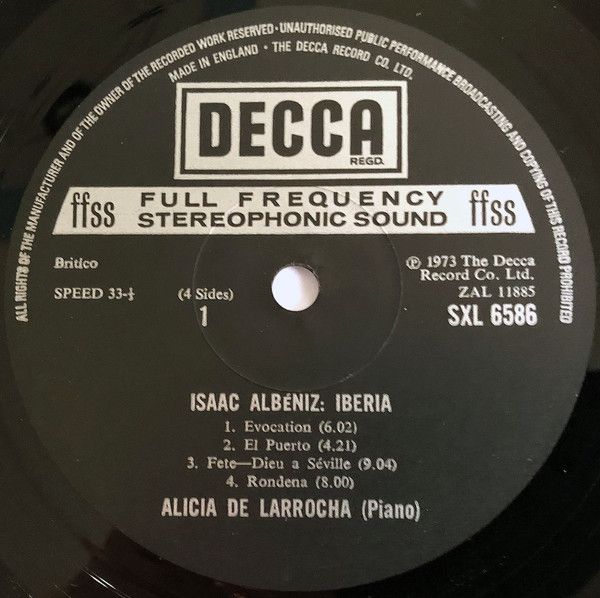 ALL RIGHTS OF THE MANUFACTURER AND OF THE OWNER OF THE RECORDED WORK RESERVED · UNAUTHORISED PUBLIC PERFORMANCE BROADCASTING AND COPYING OF THIS RECORD PROHIBITED
MADE IN ENGLAND · THE DECCA RECORD CO. LTD.
DECCA
REGD.
ffss FULL FREQUENCY ffss
STEREOPHONIC SOUND
Britico ℗ 1973 The Decca
Record Co. Ltd.
SPEED 33-⅓ (4 Sides) ZAL 11885
1 SXL 6586
ISAAC ALBéNIZ: IBERIA
1. Evocation (6.02)
2. El Puerto (4.21)
3. Fete—Dieu a Séville (9.04)
4. Rondena (8.00)
ALICIA DE LARROCHA (Piano)